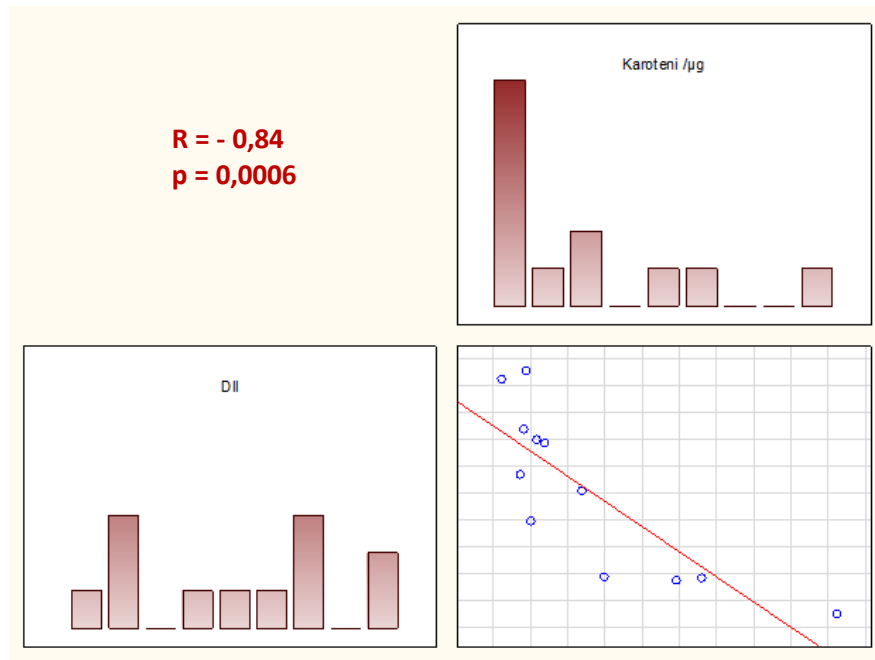 Karoteni /µg
R = - 0,84
p = 0,0006
DII